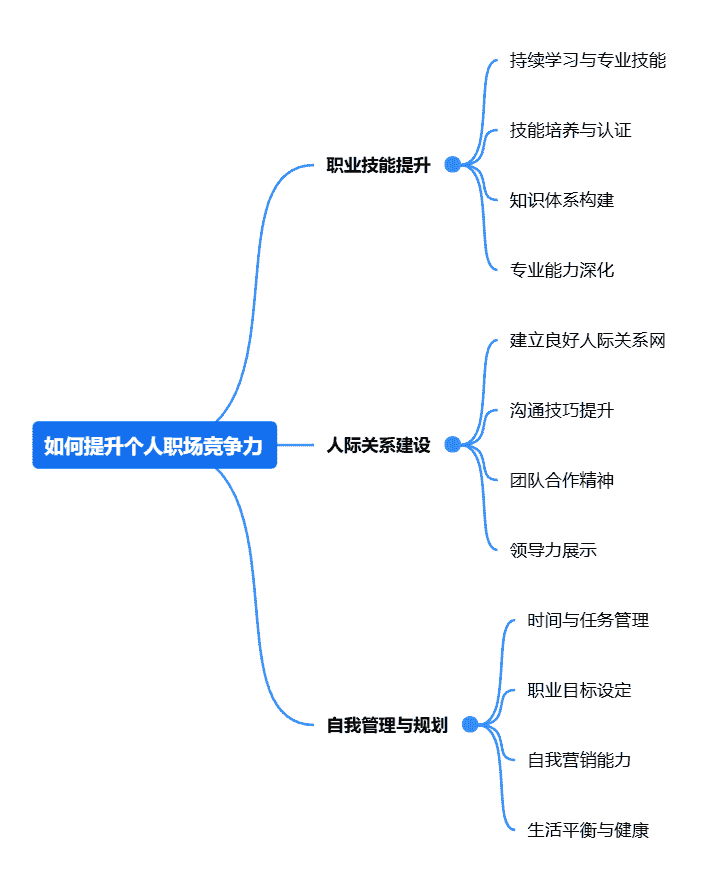 如何提升个人职场竞争力
职业技能提升
持续学习与专业技能
技能培养与认证
知识体系构建
专业能力深化
人际关系建设
建立良好人际关系网
沟通技巧提升
团队合作精神
领导力展示
自我管理与规划
时间与任务管理
职业目标设定
自我营销能力
生活平衡与健康